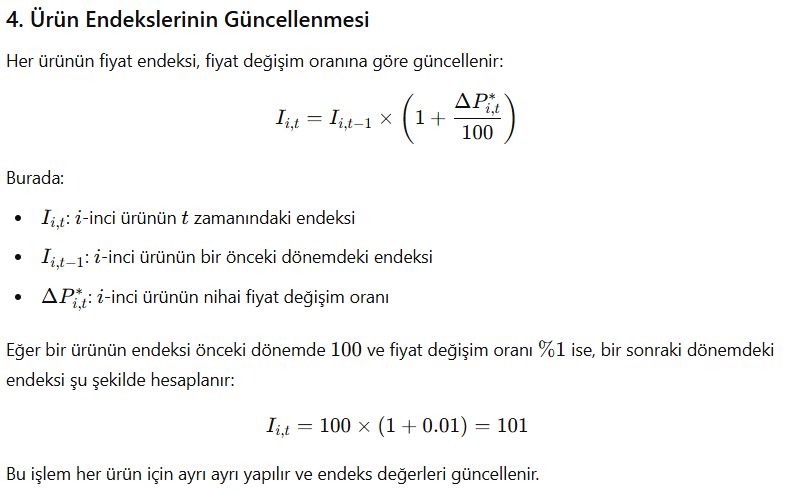 4. Ürün Endekslerinin Güncellenmesi
Her ürünün fiyat endeksi, fiyat değişim oranına göre güncellenir:
$I_{i,t} = I_{i,t-1} \times \left(1 + \frac{\Delta P^*_{i,t}}{100}\right)$
Burada:
• $I_{i,t}$: $i$-inci ürünün $t$ zamanındaki endeksi
• $I_{i,t-1}$: $i$-inci ürünün bir önceki dönemdeki endeksi
• $\Delta P^*_{i,t}$: $i$-inci ürünün nihai fiyat değişim oranı
Eğer bir ürünün endeksi önceki dönemde 100 ve fiyat değişim oranı %1 ise, bir sonraki dönemdeki
endeksi şu şekilde hesaplanır:
$I_{i,t} = 100 \times (1 + 0.01) = 101$
Bu işlem her ürün için ayrı ayrı yapılır ve endeks değerleri güncellenir.